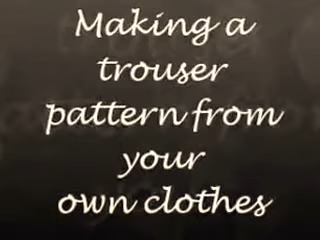 Making a
trouser
pattern from
your
own clothes